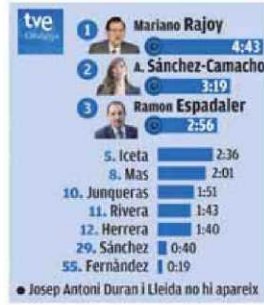 tve
Catalunya
1 Mariano Rajoy
4:43
2 A. Sánchez-Camacho
3:19
3 Ramon Espadaler
2:56
5. Iceta 2:36
8. Mas 2:01
10. Junqueras 1:51
11. Rivera 1:43
12. Herrera 1:40
29. Sánchez 0:40
55. Fernàndez 0:19
● Josep Antoni Duran i Lleida no hi apareix